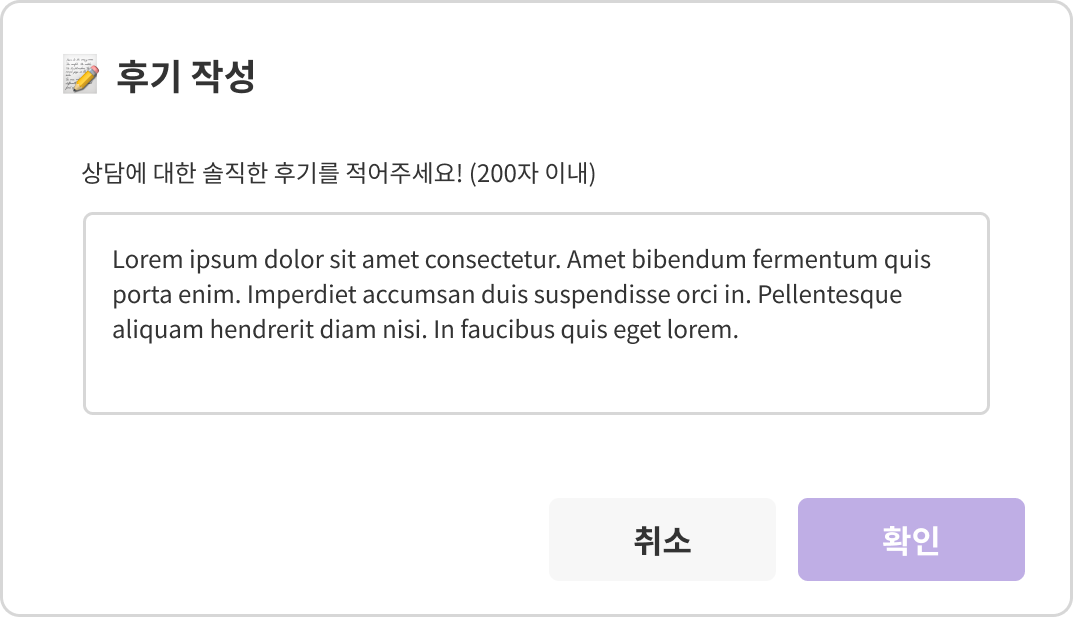 후기 작성
상담에 대한 솔직한 후기를 적어주세요! (200자 이내)
Lorem ipsum dolor sit amet consectetur. Amet bibendum fermentum quis
porta enim. Imperdiet accumsan duis suspendisse orci in. Pellentesque
aliquam hendrerit diam nisi. In faucibus quis eget lorem.
취소
확인